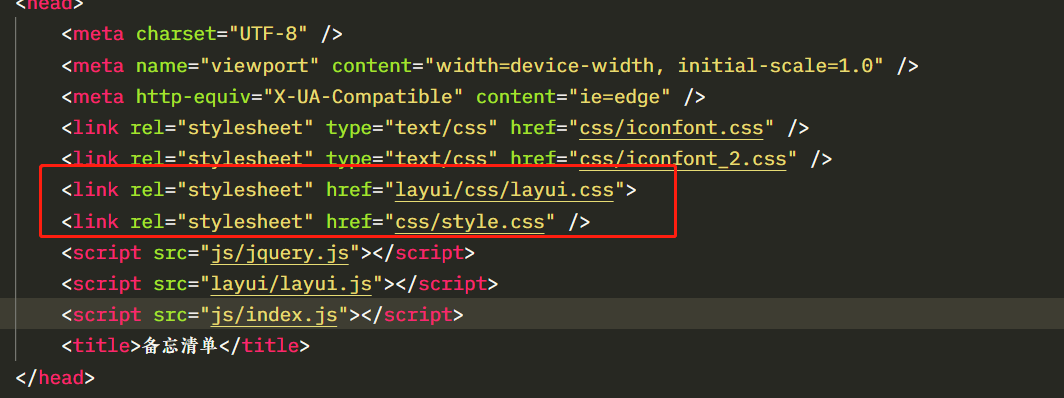 <head>
<meta charset="UTF-8" />
<meta name="viewport" content="width=device-width, initial-scale=1.0" />
<meta http-equiv="X-UA-Compatible" content="ie=edge" />
<link rel="stylesheet" type="text/css" href="css/iconfont.css" />
<link rel="stylesheet" type="text/css" href="css/iconfont_2.css" />
<link rel="stylesheet" href="layui/css/layui.css">
<link rel="stylesheet" href="css/style.css" />
<script src="js/jquery.js"></script>
<script src="layui/layui.js"></script>
<script src="js/index.js"></script>
<title>备忘清单</title>
</head>